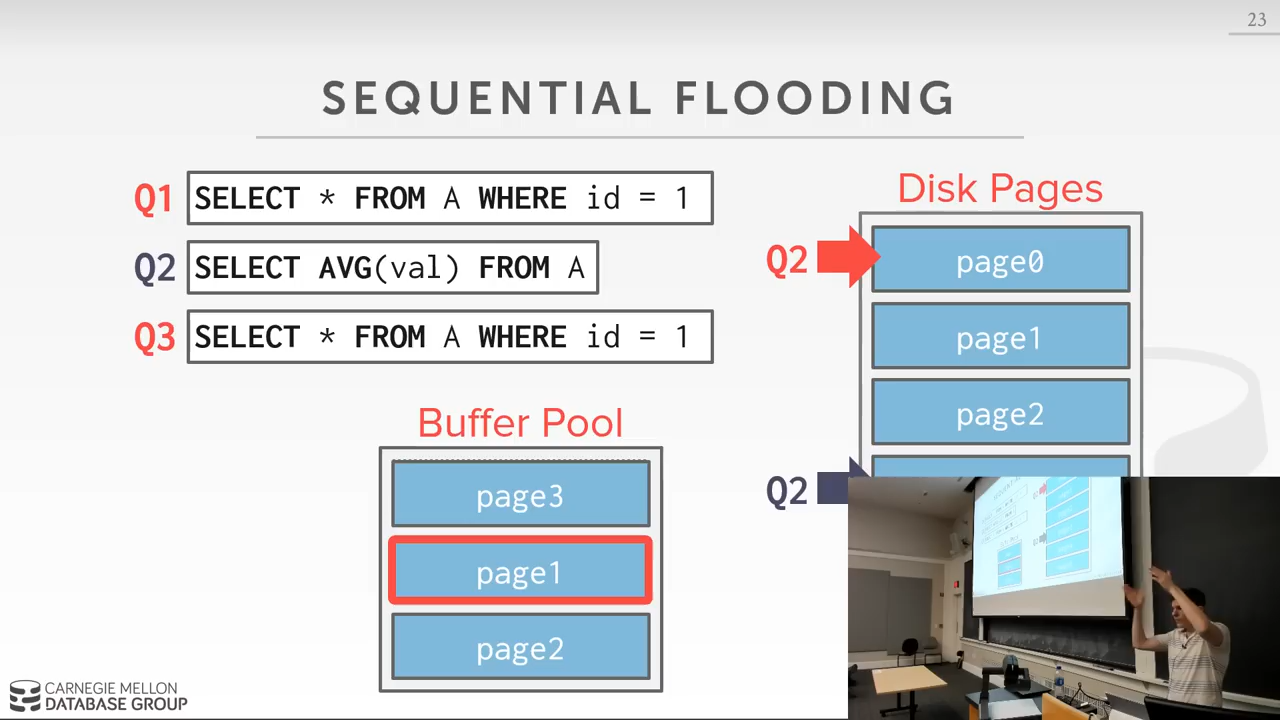 23
SEQUENTIAL FLOODING
Q1 SELECT * FROM A WHERE id = 1
Q2 SELECT AVG(val) FROM A
Q3 SELECT * FROM A WHERE id = 1
Disk Pages
Q2 page0
page1
page2
Q2
Buffer Pool
page3
page1
page2
CARNEGIE MELLON
DATABASE GROUP